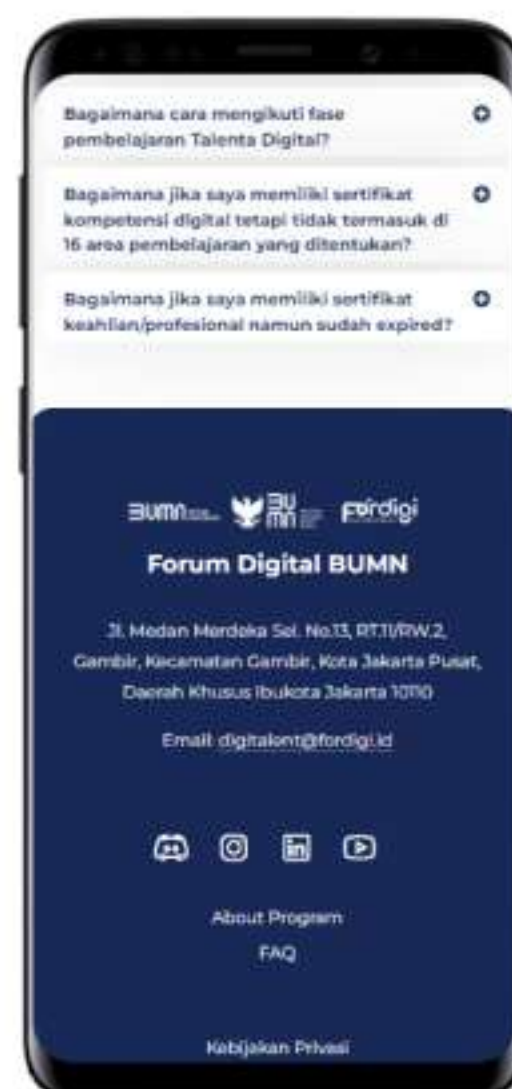 Bagaimana cara mengikuti fase
pembelajaran Talenta Digital?
Bagaimana jika saya memiliki sertifikat
kompetensi digital tetapi tidak termasuk di
16 area pembelajaran yang ditentukan?
Bagaimana jika saya memiliki sertifikat
keahlian/profesional namun sudah expired?
BUMN BUMN fordigi
Forum Digital BUMN
Jl. Medan Merdeka Sel. No.13, RT.11/RW.2,
Gambir, Kecamatan Gambir, Kota Jakarta Pusat,
Daerah Khusus Ibukota Jakarta 10110
Email: digitalent@fordigi.id
About Program
FAQ
Kebijakan Privasi